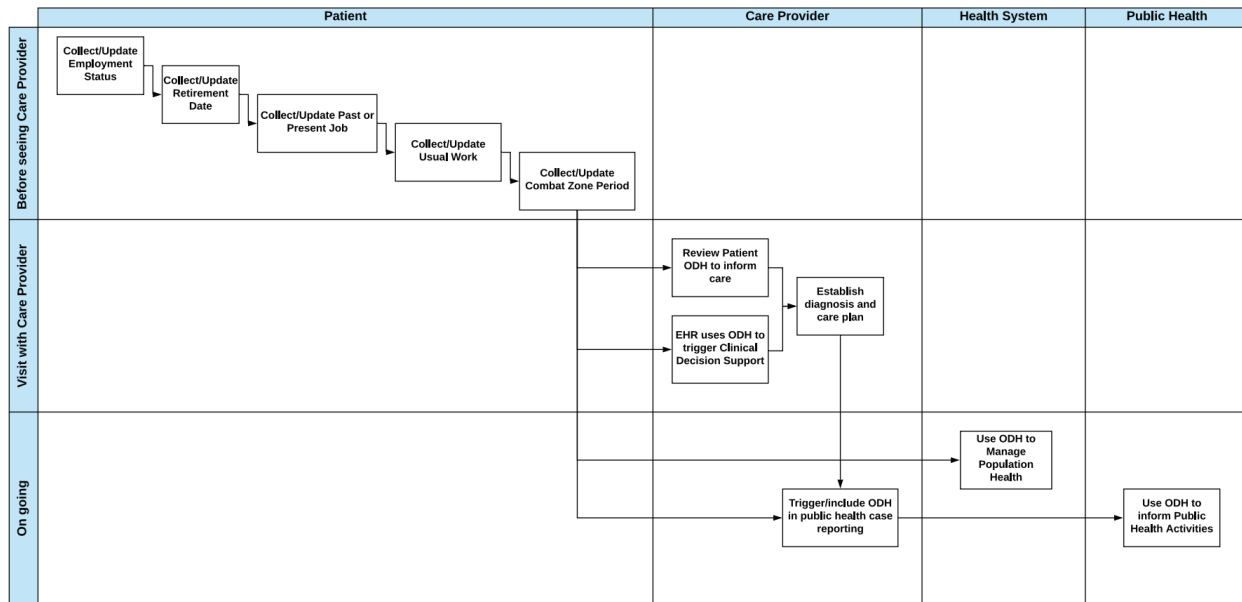 Patient
Care Provider
Health System
Public Health
Before seeing Care Provider
Collect/Update
Employment
Status
Collect/Update
Retirement
Date
Collect/Update Past or
Present Job
Collect/Update
Usual Work
Collect/Update
Combat Zone Period
Visit with Care Provider
Review Patient
ODH to inform
care
EHR uses ODH to
trigger Clinical
Decision Support
Establish
diagnosis and
care plan
On going
Use ODH to
Manage
Population
Health
Trigger/include ODH
in public health case
reporting
Use ODH to
inform Public
Health Activities